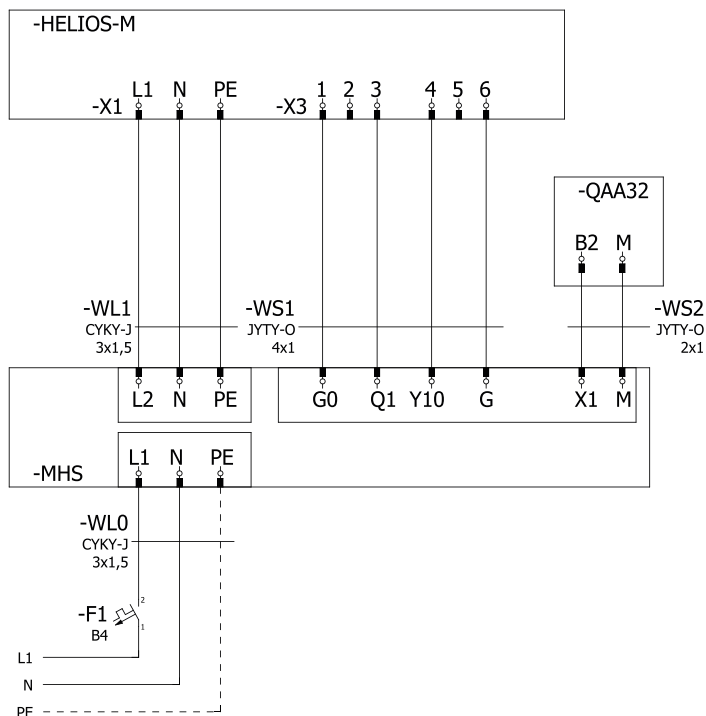 -HELIOS-M
-X1 L1 N PE -X3 1 2 3 4 5 6
-QAA32
B2 M
-WL1 -WS1 -WS2
CYKY-J JYTY-O JYTY-O
3x1,5 4x1 2x1
L2 N PE G0 Q1 Y10 G X1 M
L1 N PE
-MHS
-WL0
CYKY-J
3x1,5
2
-F1
B4 1
L1
N
PE